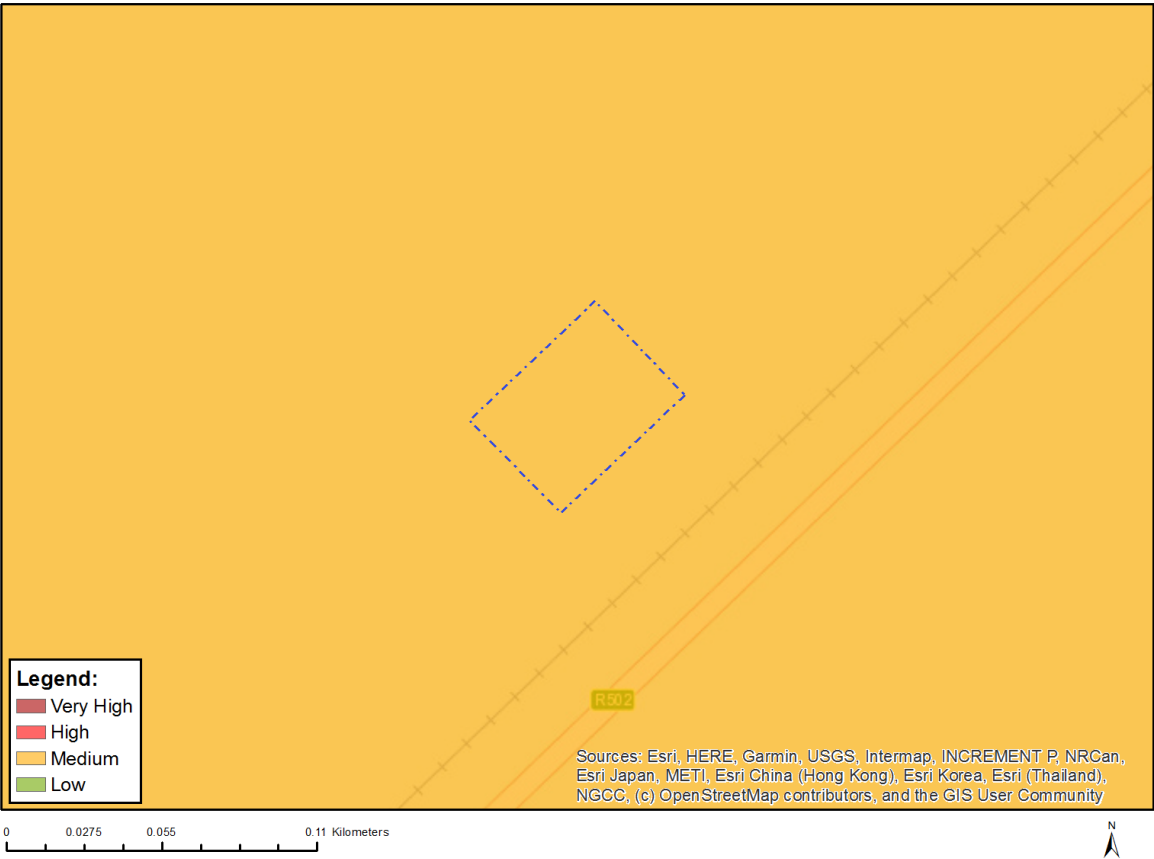 R502
Legend:
Very High
High
Medium
Low
Sources: Esri, HERE, Garmin, USGS, Intermap, INCREMENT P, NRCan,
Esri Japan, METI, Esri China (Hong Kong), Esri Korea, Esri (Thailand),
NGCC, (c) OpenStreetMap contributors, and the GIS User Community
0 0.0275 0.055 0.11 Kilometers
N